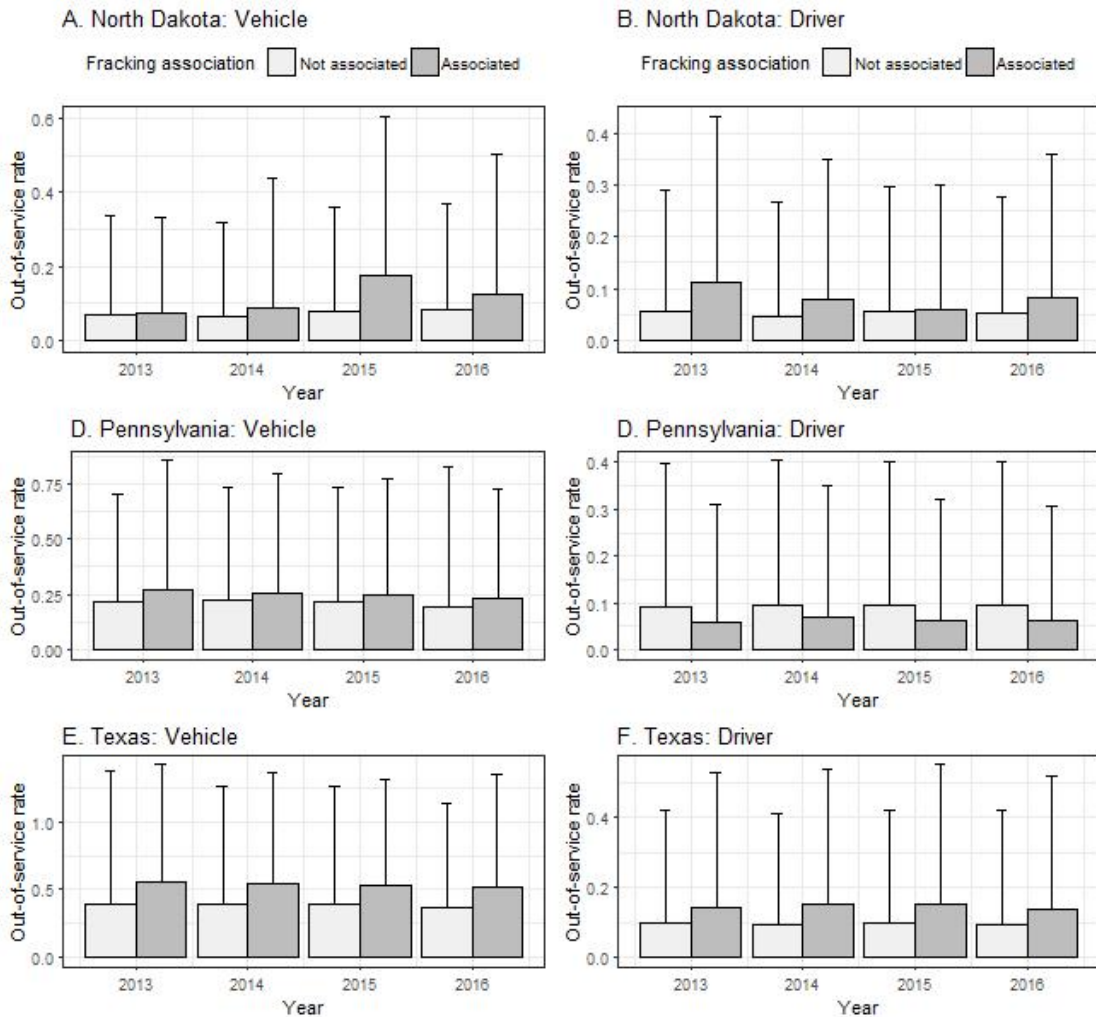 A. North Dakota: Vehicle
Fracking association Not associated Associated
Out-of-service rate
0.6
0.4
0.2
0.0
2013 2014 2015 2016
Year
B. North Dakota: Driver
Fracking association Not associated Associated
Out-of-service rate
0.4
0.3
0.2
0.1
0.0
2013 2014 2015 2016
Year
D. Pennsylvania: Vehicle
Out-of-service rate
0.75
0.50
0.25
0.00
2013 2014 2015 2016
Year
D. Pennsylvania: Driver
Out-of-service rate
0.4
0.3
0.2
0.1
0.0
2013 2014 2015 2016
Year
E. Texas: Vehicle
Out-of-service rate
1.0
0.5
0.0
2013 2014 2015 2016
Year
F. Texas: Driver
Out-of-service rate
0.4
0.2
0.0
2013 2014 2015 2016
Year